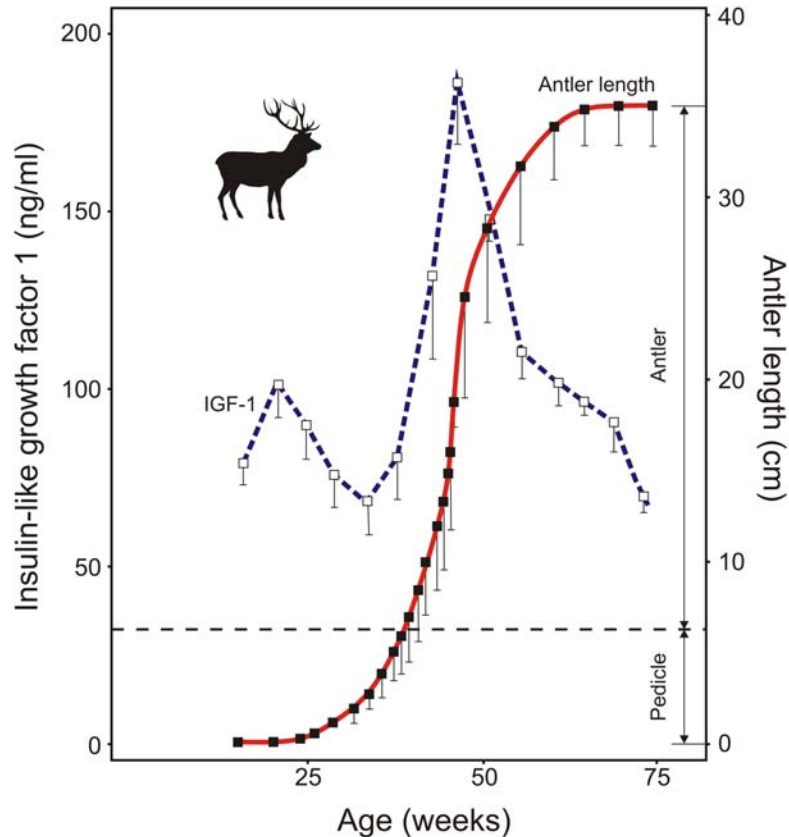 200
150
100
50
0
Insulin-like growth factor 1 (ng/ml)
IGF-1
Antler length
Antler
Pedicle
40
30
20
10
0
Antler length (cm)
25
50
75
Age (weeks)